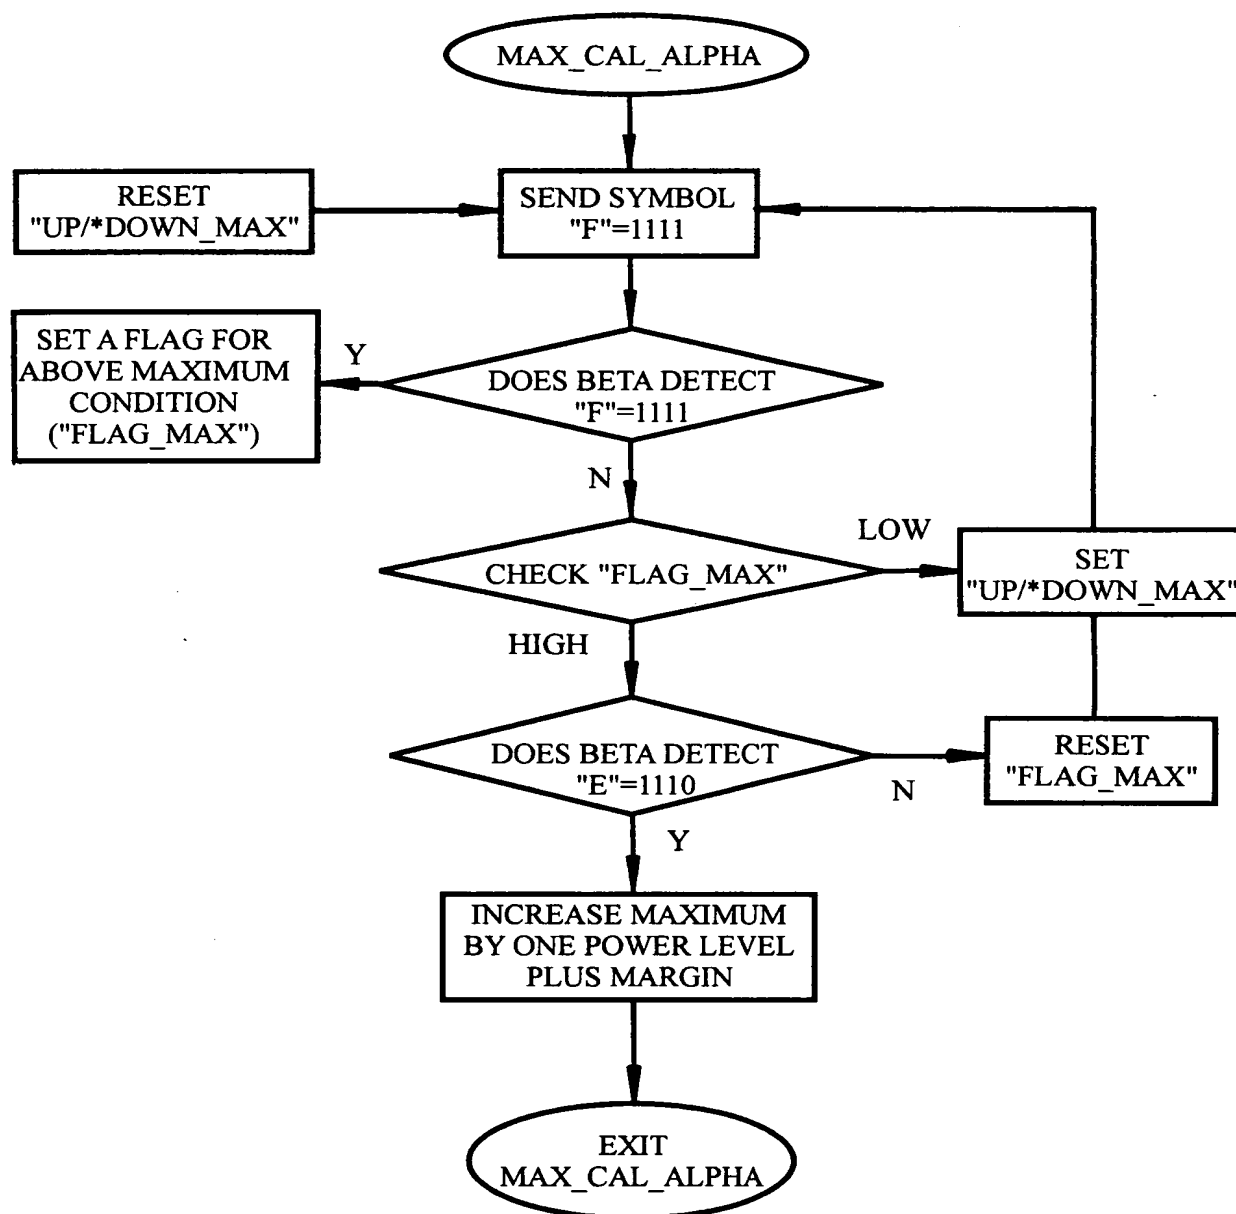 MAX_CAL_ALPHA
RESET
"UP/*DOWN_MAX"
SEND SYMBOL
"F"=1111
SET A FLAG FOR
ABOVE MAXIMUM
CONDITION
("FLAG_MAX")
Y
DOES BETA DETECT
"F"=1111
N
CHECK "FLAG_MAX"
LOW
SET
"UP/*DOWN_MAX"
HIGH
DOES BETA DETECT
"E"=1110
N
RESET
"FLAG_MAX"
Y
INCREASE MAXIMUM
BY ONE POWER LEVEL
PLUS MARGIN
EXIT
MAX_CAL_ALPHA